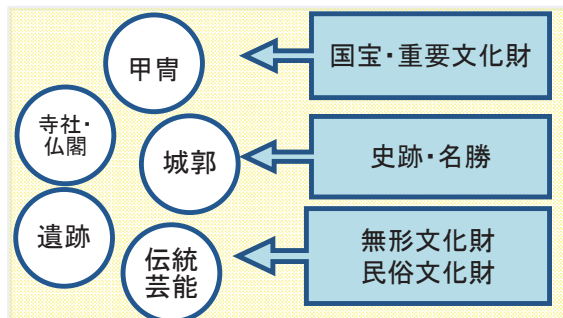 甲冑
国宝・重要文化財
寺社・
仏閣
城郭
史跡・名勝
遺跡
伝統
芸能
無形文化財
民俗文化財